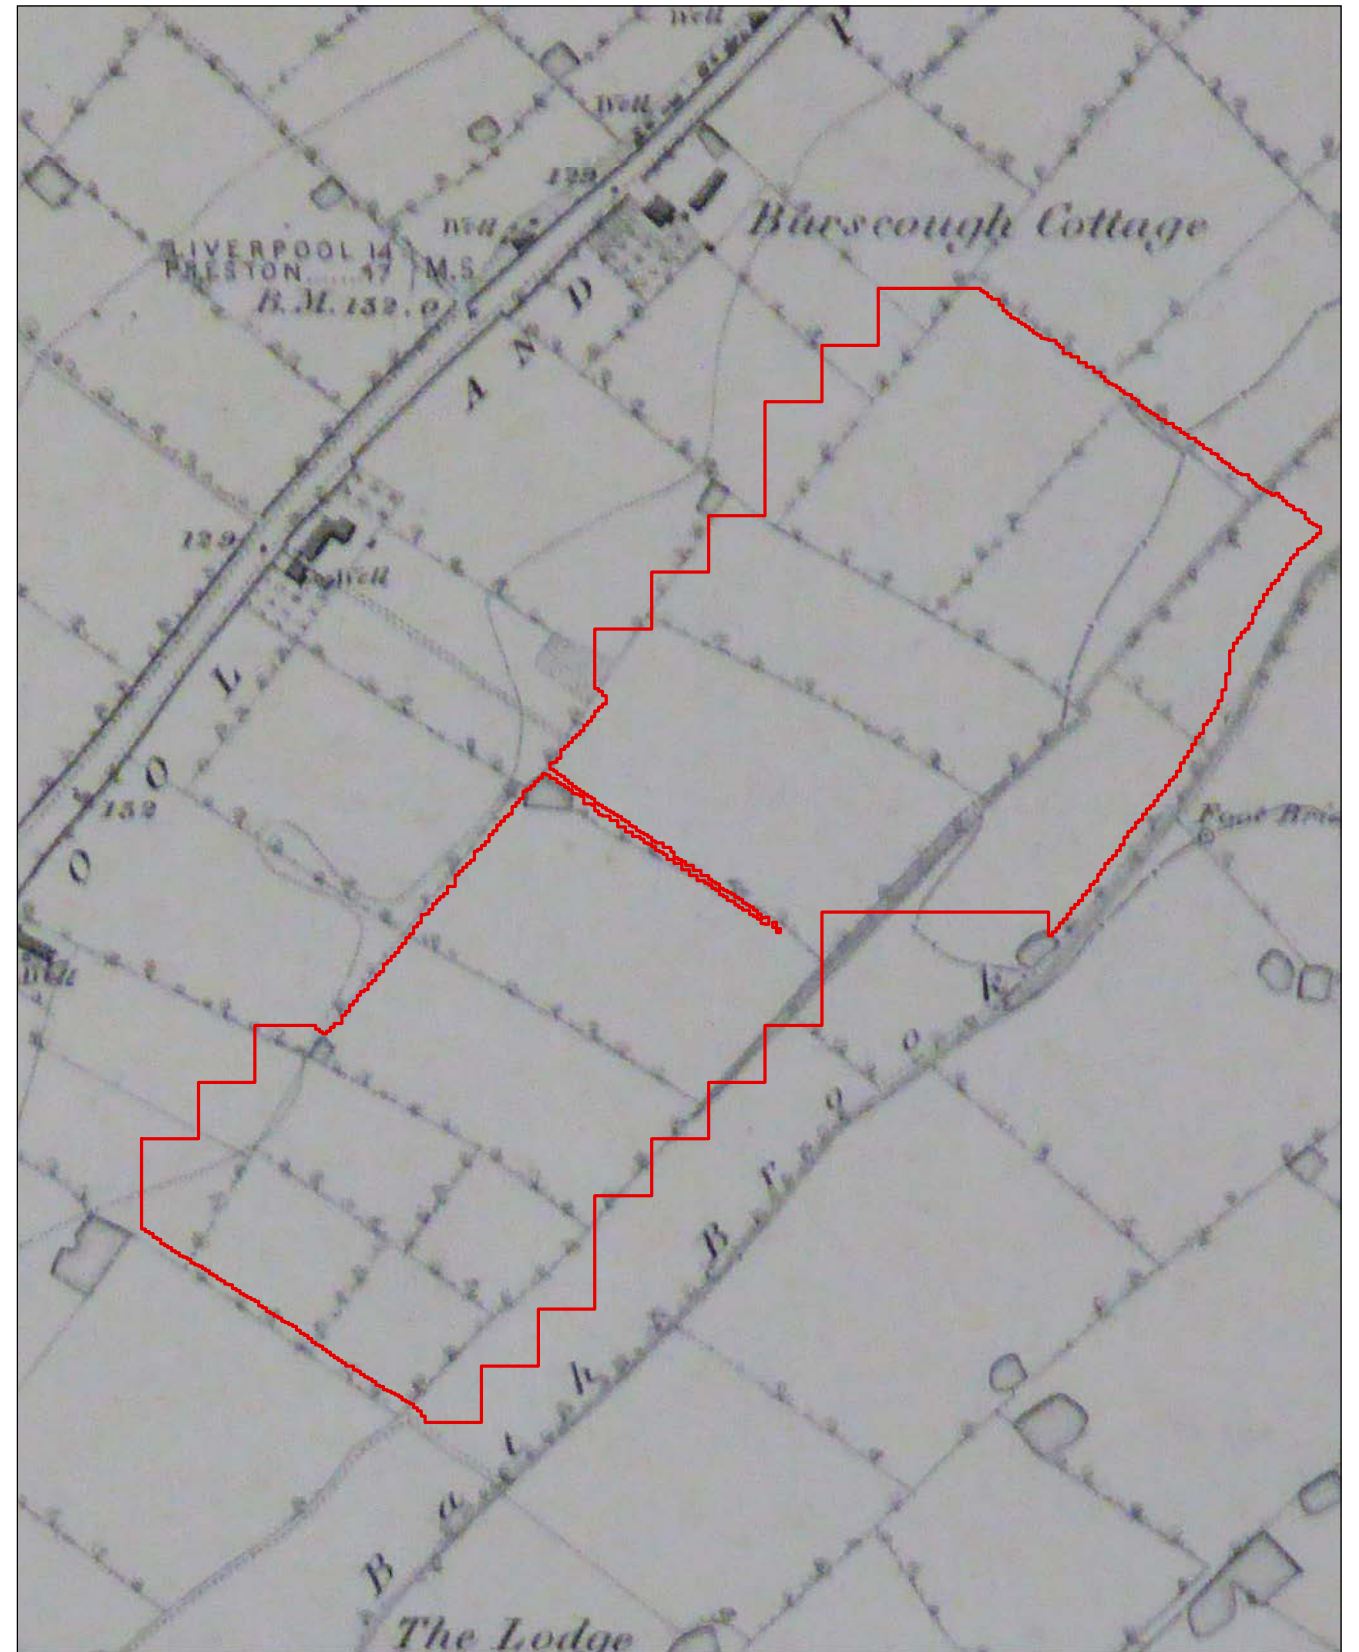 Well
L
Well
129
Burscough Cottage
Well
LIVERPOOL 14
PRESTON......17
M.S.
B.M. 132.0
A N D
129
Well
O O L
132
Foot Bri
Well
B a t h B r o o k
The Lodge